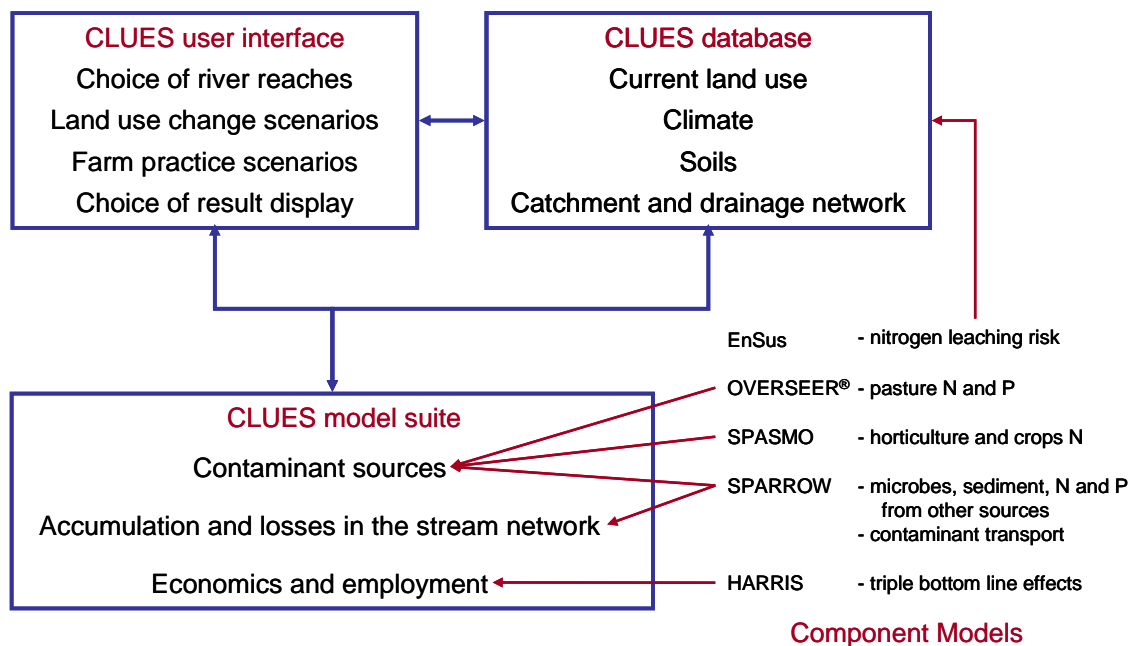 CLUES user interface
Choice of river reaches
Land use change scenarios
Farm practice scenarios
Choice of result display
CLUES database
Current land use
Climate
Soils
Catchment and drainage network
CLUES model suite
Contaminant sources
Accumulation and losses in the stream network
Economics and employment
EnSus - nitrogen leaching risk
OVERSEER® - pasture N and P
SPASMO - horticulture and crops N
SPARROW - microbes, sediment, N and P
from other sources
- contaminant transport
HARRIS - triple bottom line effects
Component Models